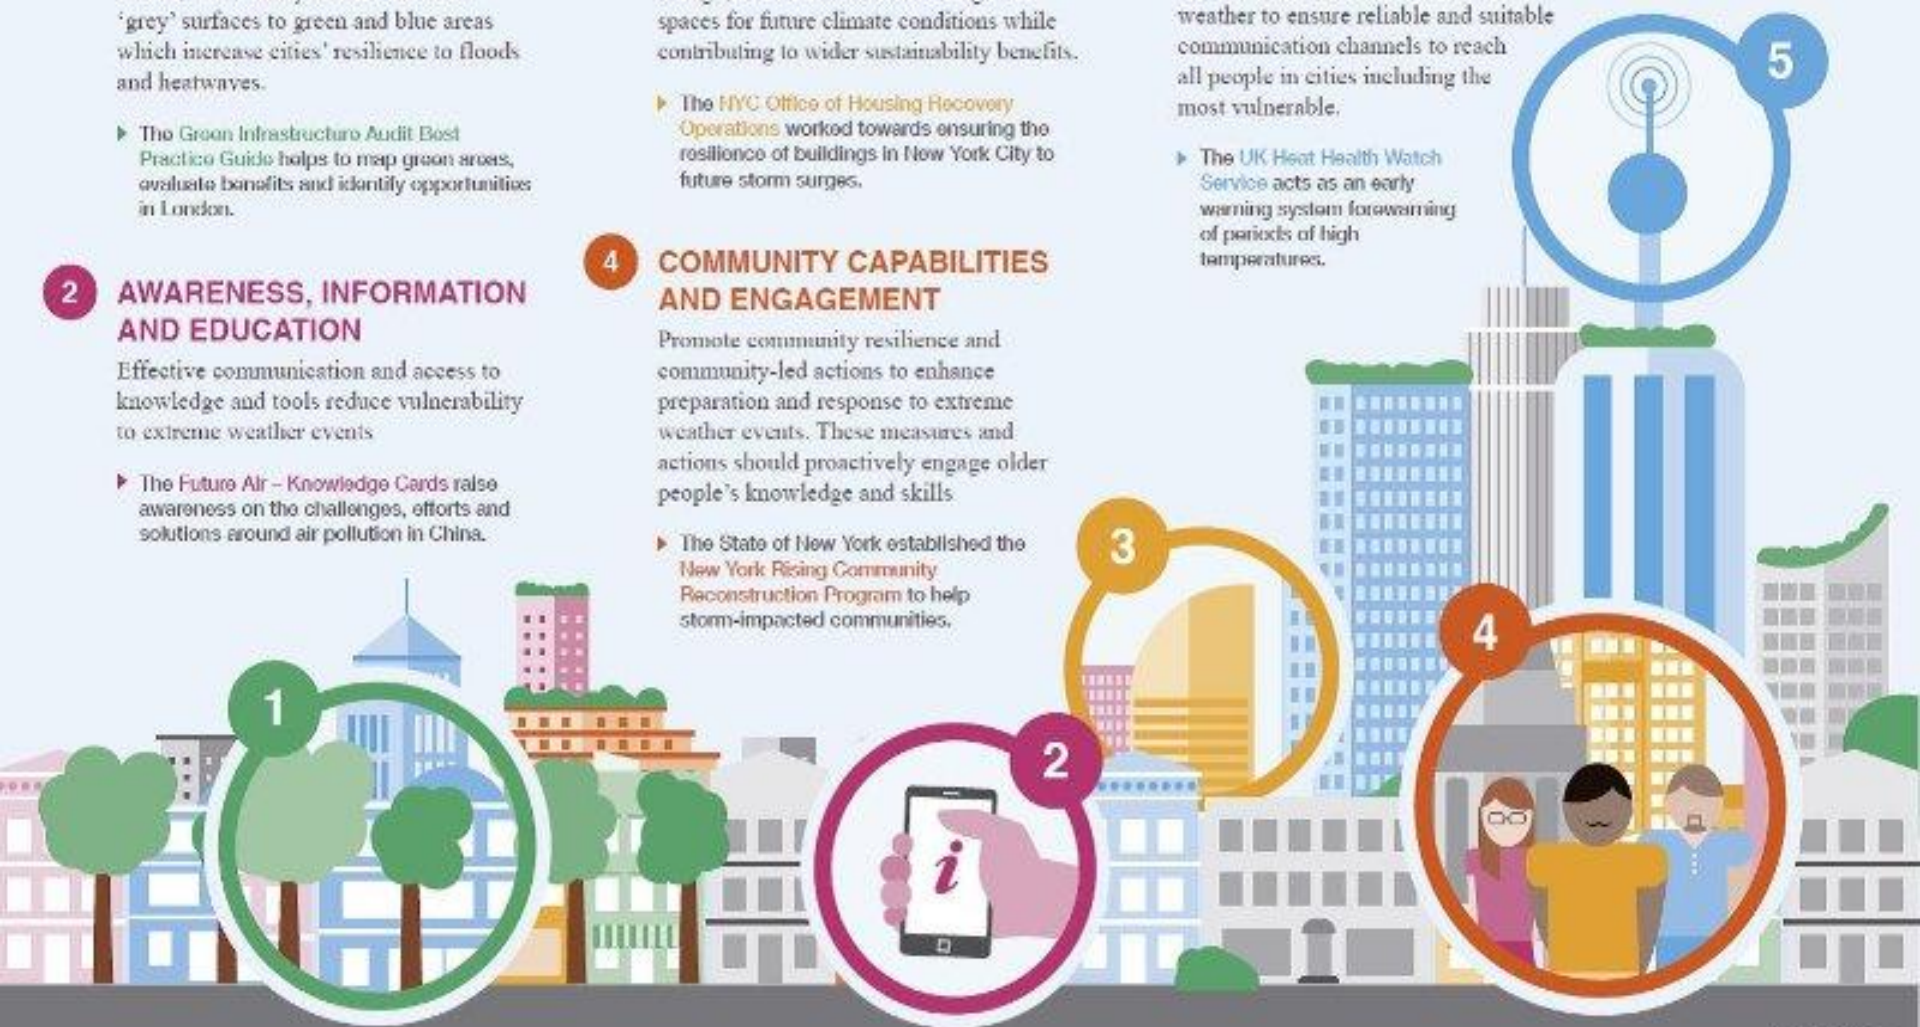 'grey' surfaces to green and blue areas
which increase cities' resilience to floods
and heatwaves.
The Green Infrastructure Audit Best
Practice Guide helps to map green areas,
evaluate benefits and identify opportunities
in London.
2
AWARENESS, INFORMATION
AND EDUCATION
Effective communication and access to
knowledge and tools reduce vulnerability
to extreme weather events
The Future Air – Knowledge Cards raise
awareness on the challenges, efforts and
solutions around air pollution in China.
spaces for future climate conditions while
contributing to wider sustainability benefits.
The NYC Office of Housing Recovery
Operations worked towards ensuring the
resilience of buildings in New York City to
future storm surges.
4
COMMUNITY CAPABILITIES
AND ENGAGEMENT
Promote community resilience and
community-led actions to enhance
preparation and response to extreme
weather events. These measures and
actions should proactively engage older
people's knowledge and skills
The State of New York established the
New York Rising Community
Reconstruction Program to help
storm-impacted communities.
weather to ensure reliable and suitable
communication channels to reach
all people in cities including the
most vulnerable.
The UK Heat Health Watch
Service acts as an early
warning system forewarning
of periods of high
temperatures.
5
3
4
1
2
i